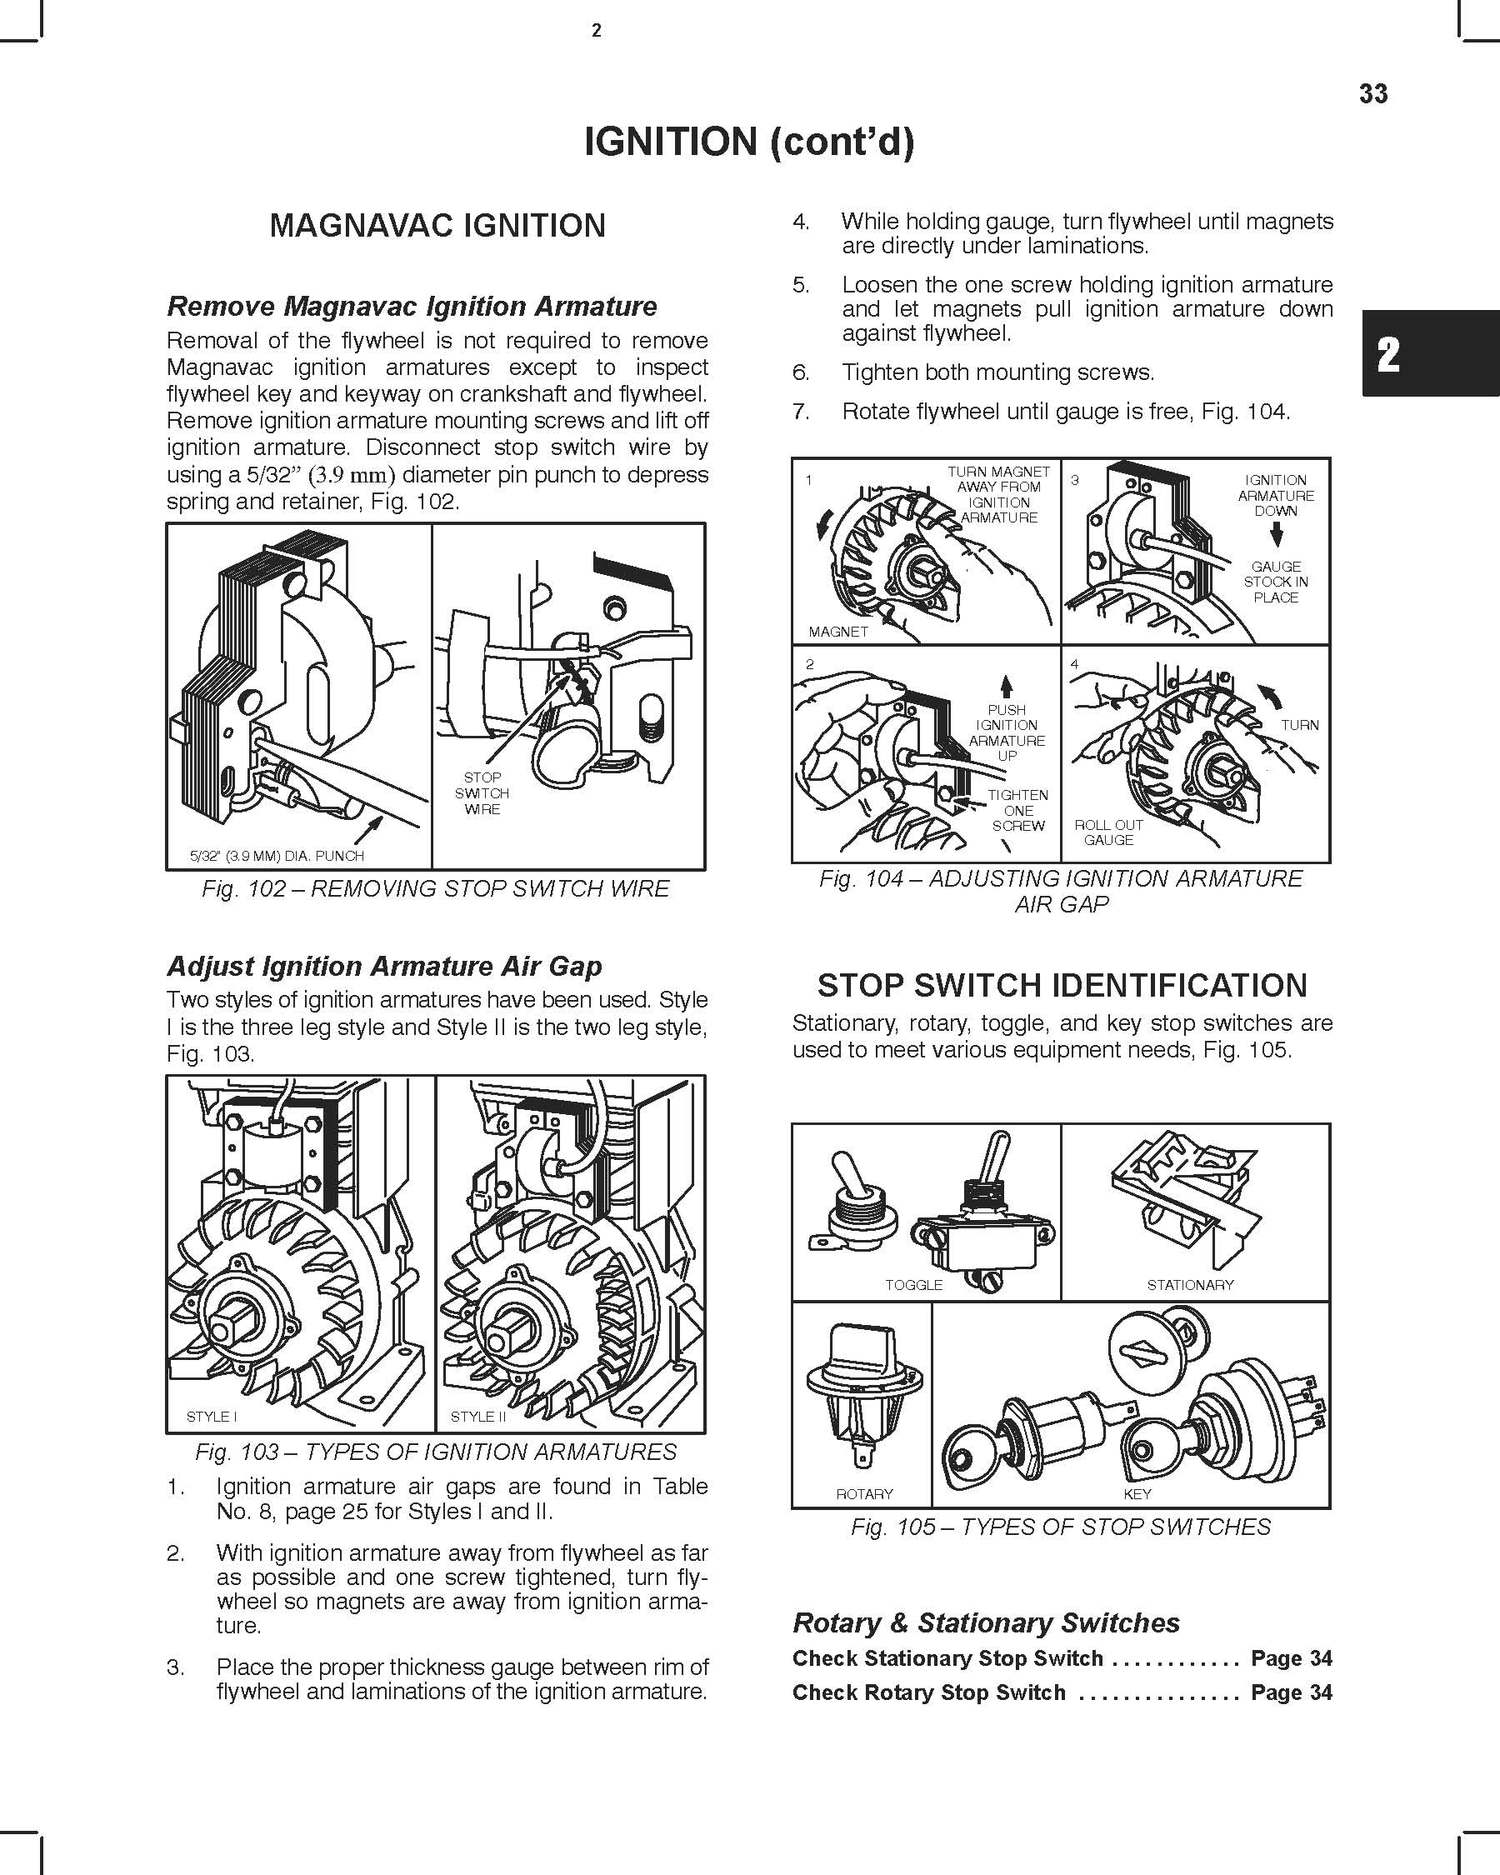 2
33
IGNITION (cont’d)
MAGNAVAC IGNITION
Remove Magnavac Ignition Armature
Removal of the flywheel is not required to remove
Magnavac ignition armatures except to inspect
flywheel key and keyway on crankshaft and flywheel.
Remove ignition armature mounting screws and lift off
ignition armature. Disconnect stop switch wire by
using a 5/32” (3.9 mm) diameter pin punch to depress
spring and retainer, Fig. 102.
STOP
SWITCH
WIRE
5/32" (3.9 MM) DIA. PUNCH
Fig. 102 – REMOVING STOP SWITCH WIRE
Adjust Ignition Armature Air Gap
Two styles of ignition armatures have been used. Style
I is the three leg style and Style II is the two leg style,
Fig. 103.
STYLE I
STYLE II
Fig. 103 – TYPES OF IGNITION ARMATURES
1. Ignition armature air gaps are found in Table
No. 8, page 25 for Styles I and II.
2. With ignition armature away from flywheel as far
as possible and one screw tightened, turn fly-
wheel so magnets are away from ignition arma-
ture.
3. Place the proper thickness gauge between rim of
flywheel and laminations of the ignition armature.
4. While holding gauge, turn flywheel until magnets
are directly under laminations.
5. Loosen the one screw holding ignition armature
and let magnets pull ignition armature down
against flywheel.
6. Tighten both mounting screws.
7. Rotate flywheel until gauge is free, Fig. 104.
1
TURN MAGNET
AWAY FROM
IGNITION
ARMATURE
MAGNET
3
IGNITION
ARMATURE
DOWN
GAUGE
STOCK IN
PLACE
2
PUSH
IGNITION
ARMATURE
UP
TIGHTEN
ONE
SCREW
4
TURN
ROLL OUT
GAUGE
Fig. 104 – ADJUSTING IGNITION ARMATURE
AIR GAP
2
STOP SWITCH IDENTIFICATION
Stationary, rotary, toggle, and key stop switches are
used to meet various equipment needs, Fig. 105.
TOGGLE
STATIONARY
ROTARY
KEY
Fig. 105 – TYPES OF STOP SWITCHES
Rotary & Stationary Switches
Check Stationary Stop Switch . . . . . . . . . . . . Page 34
Check Rotary Stop Switch . . . . . . . . . . . . . . . Page 34